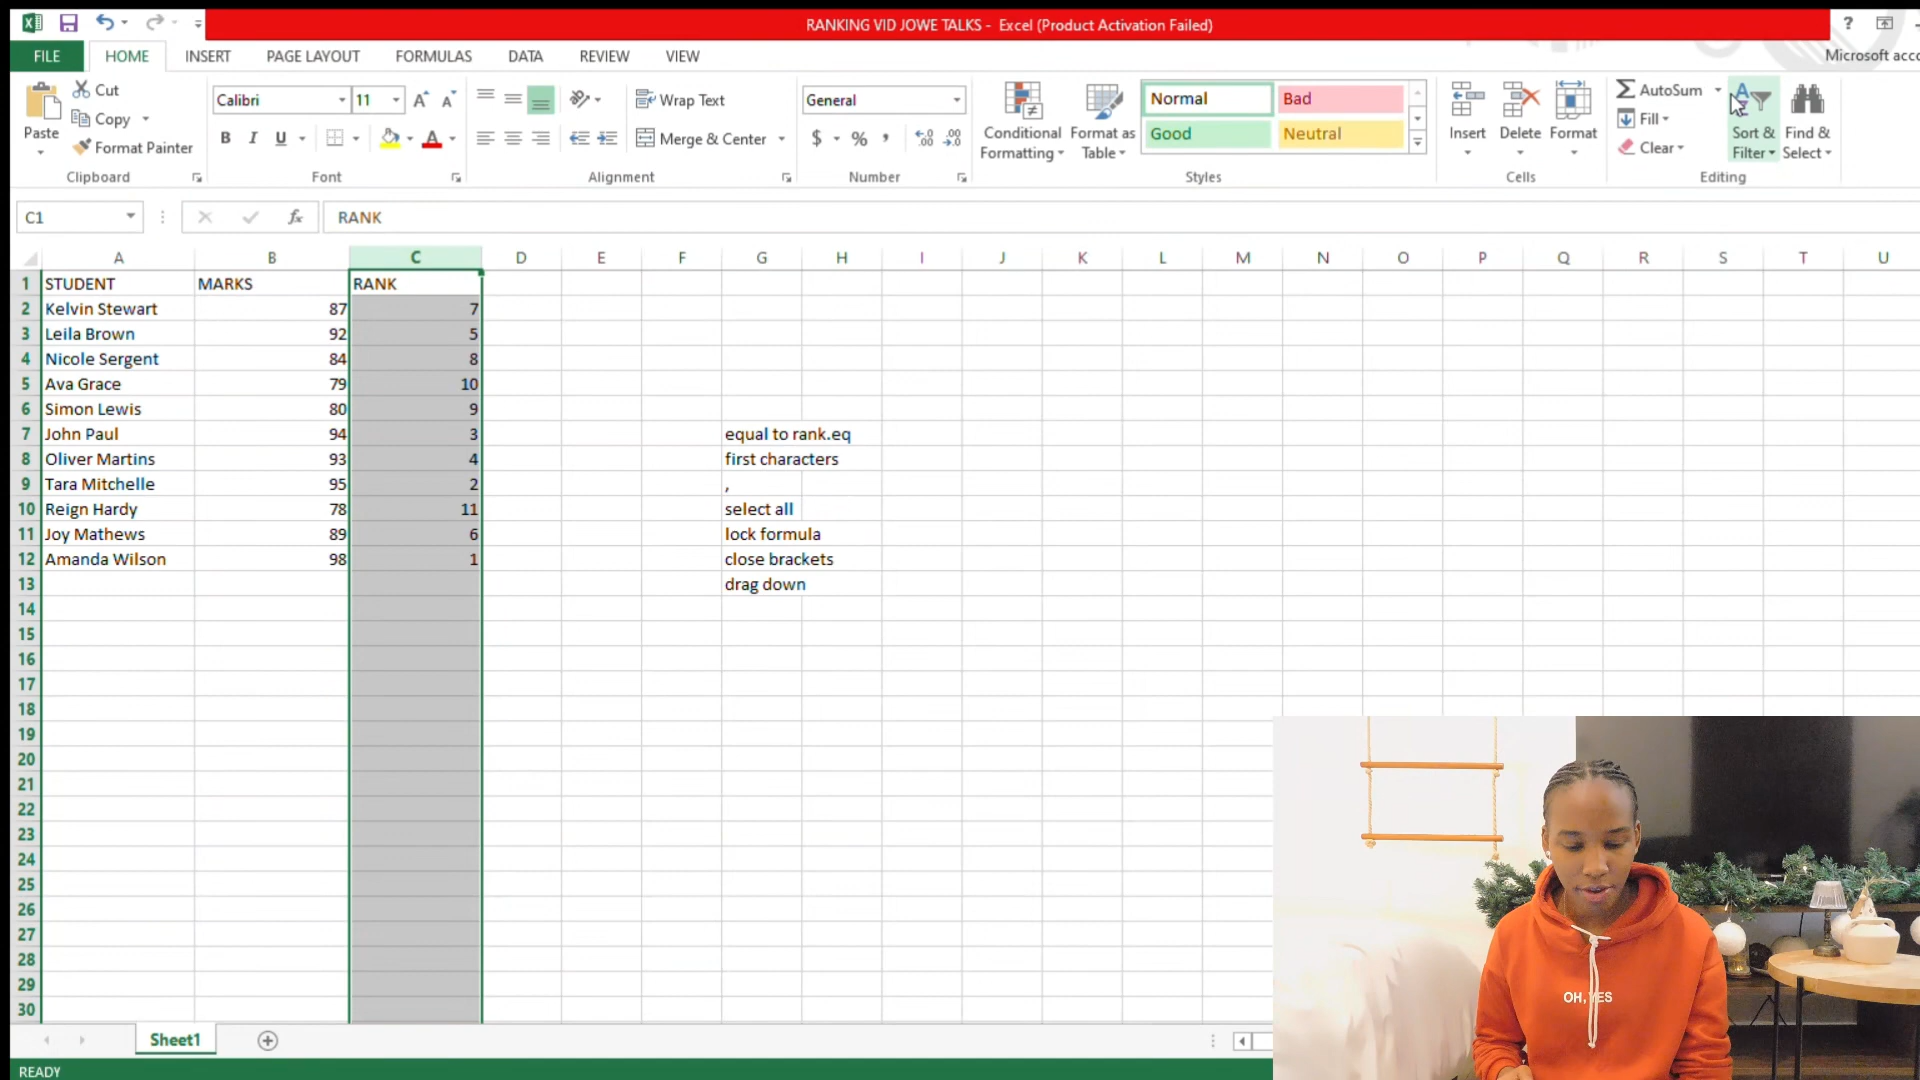 RANKING VID JOWE TALKS - Excel (Product Activation Failed)
?
FILE HOME INSERT PAGE LAYOUT FORMULAS DATA REVIEW VIEW
Paste
Cut
Copy
Format Painter
Clipboard
Calibri 11
B I U
Font
Wrap Text
Merge & Center
Alignment
General
$ % ,
Number
Conditional Formatting
Format as Table
Normal Bad
Good Neutral
Styles
Insert Delete Format
Cells
AutoSum
Fill
Clear
Sort & Filter
Find & Select
Editing
C1 fx RANK
A B C D E F G H I J K L M N O P Q R S T U
1 STUDENT MARKS RANK
2 Kelvin Stewart 87 7
3 Leila Brown 92 5
4 Nicole Sergent 84 8
5 Ava Grace 79 10
6 Simon Lewis 80 9
7 John Paul 94 3 equal to rank.eq
8 Oliver Martins 93 4 first characters
9 Tara Mitchelle 95 2 ,
10 Reign Hardy 78 11 select all
11 Joy Mathews 89 6 lock formula
12 Amanda Wilson 98 1 close brackets
13 drag down
14
15
16
17
18
19
20
21
22
23
24
25
26
27
28
29
30
OH, YES
Sheet1
READY